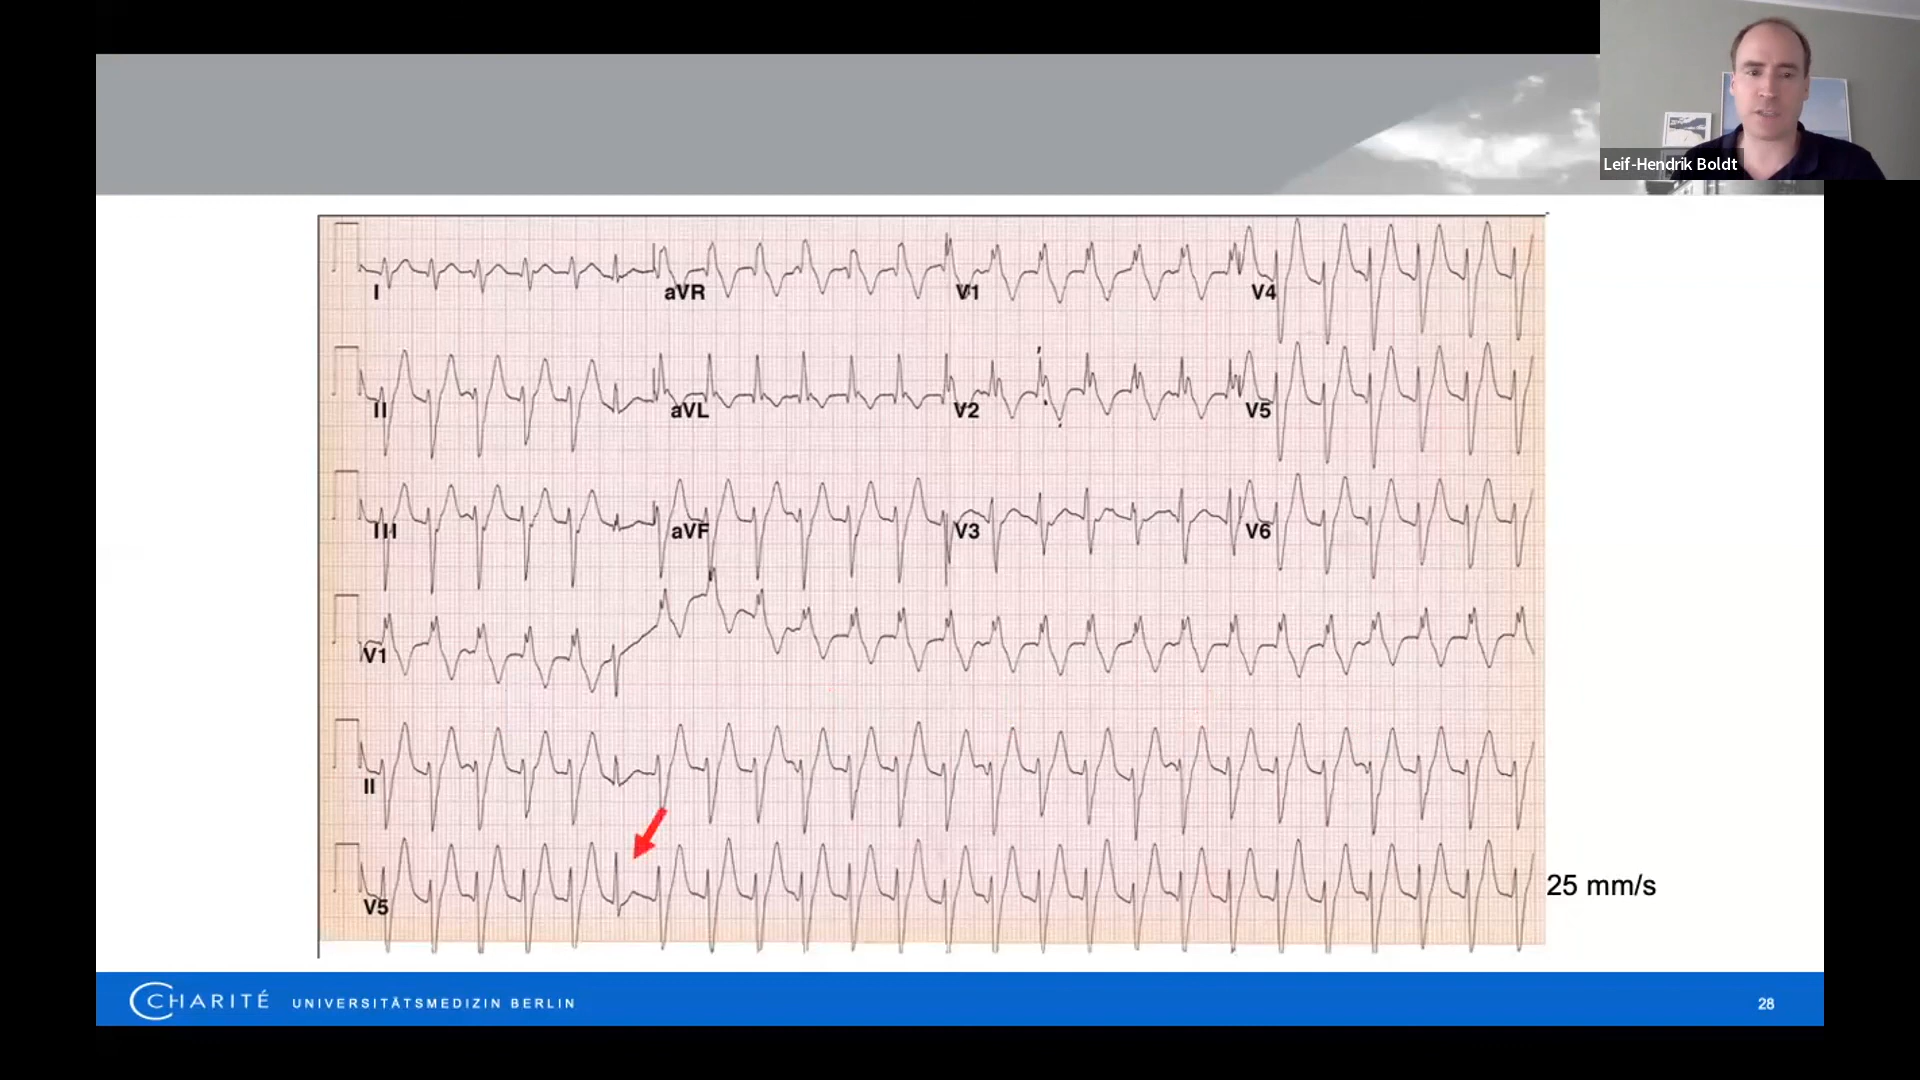 Leif-Hendrik Boldt
I
aVR
V1
V4
II
aVL
V2
V5
III
aVF
V3
V6
V1
II
V5
25 mm/s
CHARITÉ UNIVERSITÄTSMEDIZIN BERLIN
28